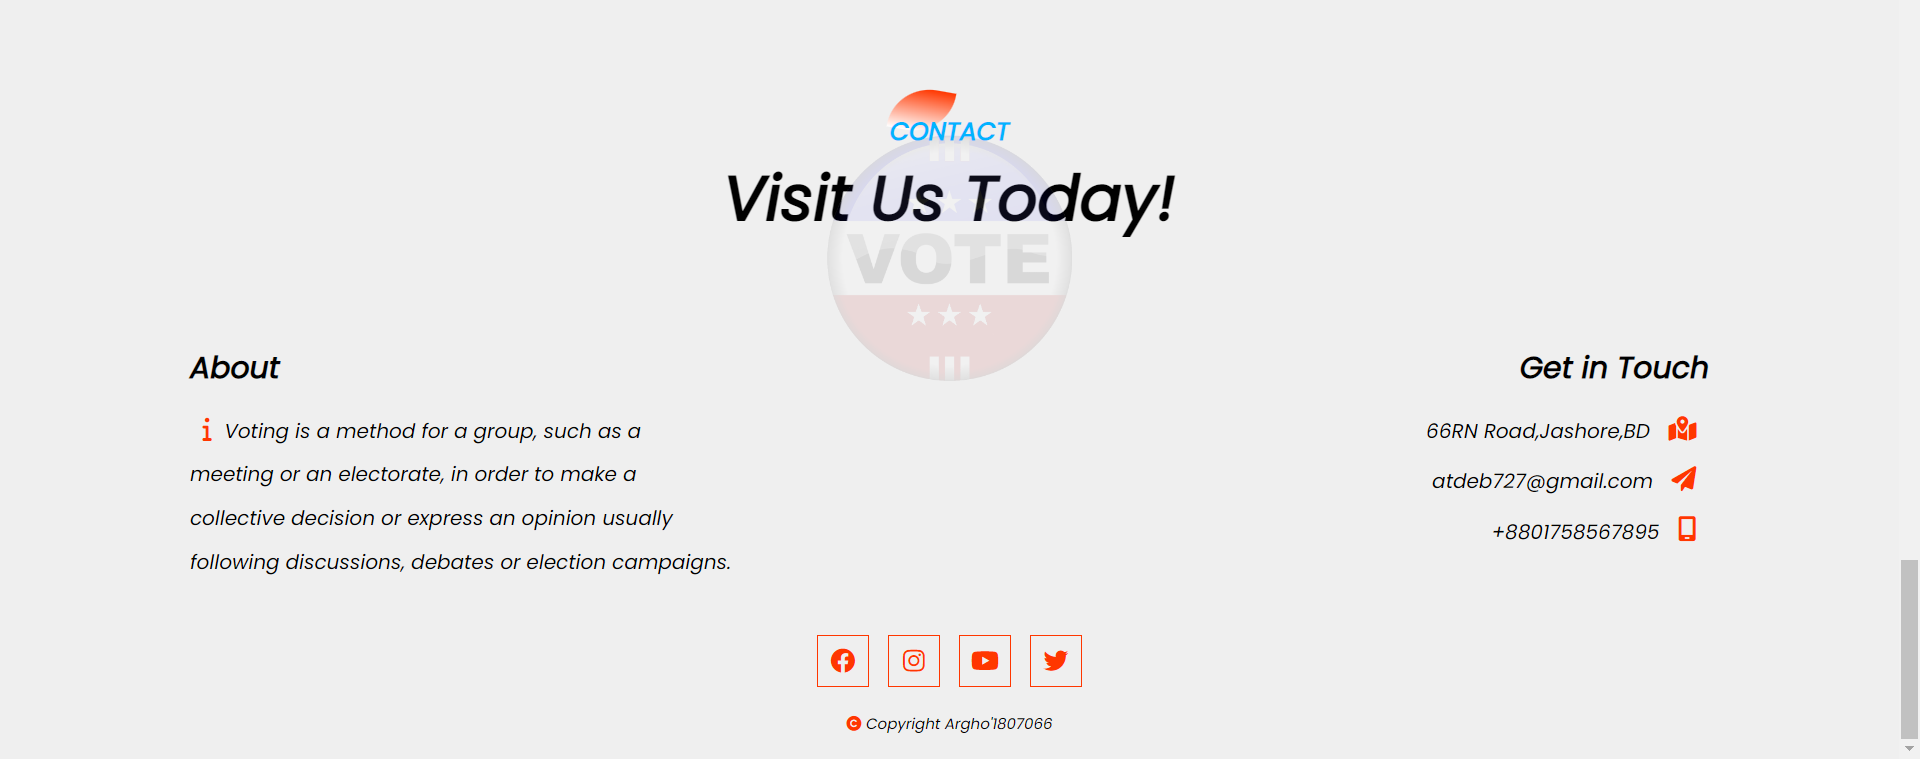 CONTACT
Visit Us Today!
VOTE
About
Voting is a method for a group, such as a
meeting or an electorate, in order to make a
collective decision or express an opinion usually
following discussions, debates or election campaigns.
Get in Touch
66RN Road,Jashore,BD
atdeb727@gmail.com
+8801758567895
Copyright Argho'1807066